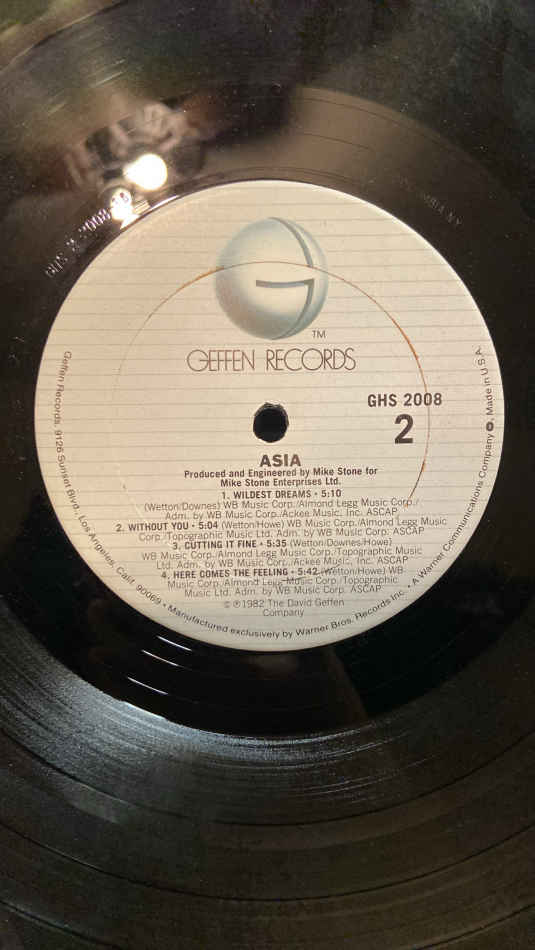 GHS 2 2008
COLUMBIA NY
TM
GEFFEN RECORDS
GHS 2008
2
ASIA
Produced and Engineered by Mike Stone for
Mike Stone Enterprises Ltd.
1. WILDEST DREAMS • 5:10
(Wetton/Downes) WB Music Corp./Almond Legg Music Corp./
Adm. by WB Music Corp./Ackee Music, Inc. ASCAP
2. WITHOUT YOU • 5:04 (Wetton/Howe) WB Music Corp./Almond Legg Music
Corp./Topographic Music Ltd. Adm. by WB Music Corp. ASCAP
3. CUTTING IT FINE • 5:35 (Wetton/Downes/Howe)
WB Music Corp./Almond Legg Music Corp./Topographic Music
Ltd. Adm. by WB Music Corp./Ackee Music, Inc. ASCAP
4. HERE COMES THE FEELING • 5:42 (Wetton/Howe) WB
Music Corp./Almond Legg Music Corp./Topographic
Music Ltd. Adm. by WB Music Corp. ASCAP
© ℗1982 The David Geffen
Company
Geffen Records, 9126 Sunset Blvd., Los Angeles, Calif. 90069 • Manufactured exclusively by Warner Bros. Records Inc. • A Warner Communications Company, Made in U.S.A.